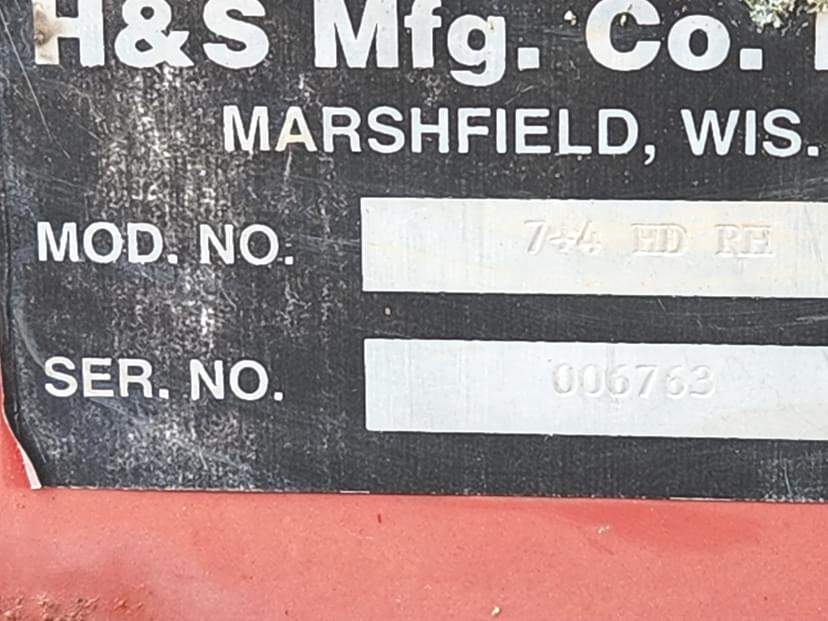 H&S Mfg. Co.
MARSHFIELD, WIS.
MOD. NO. 7+4 HD RH
SER. NO. 006763